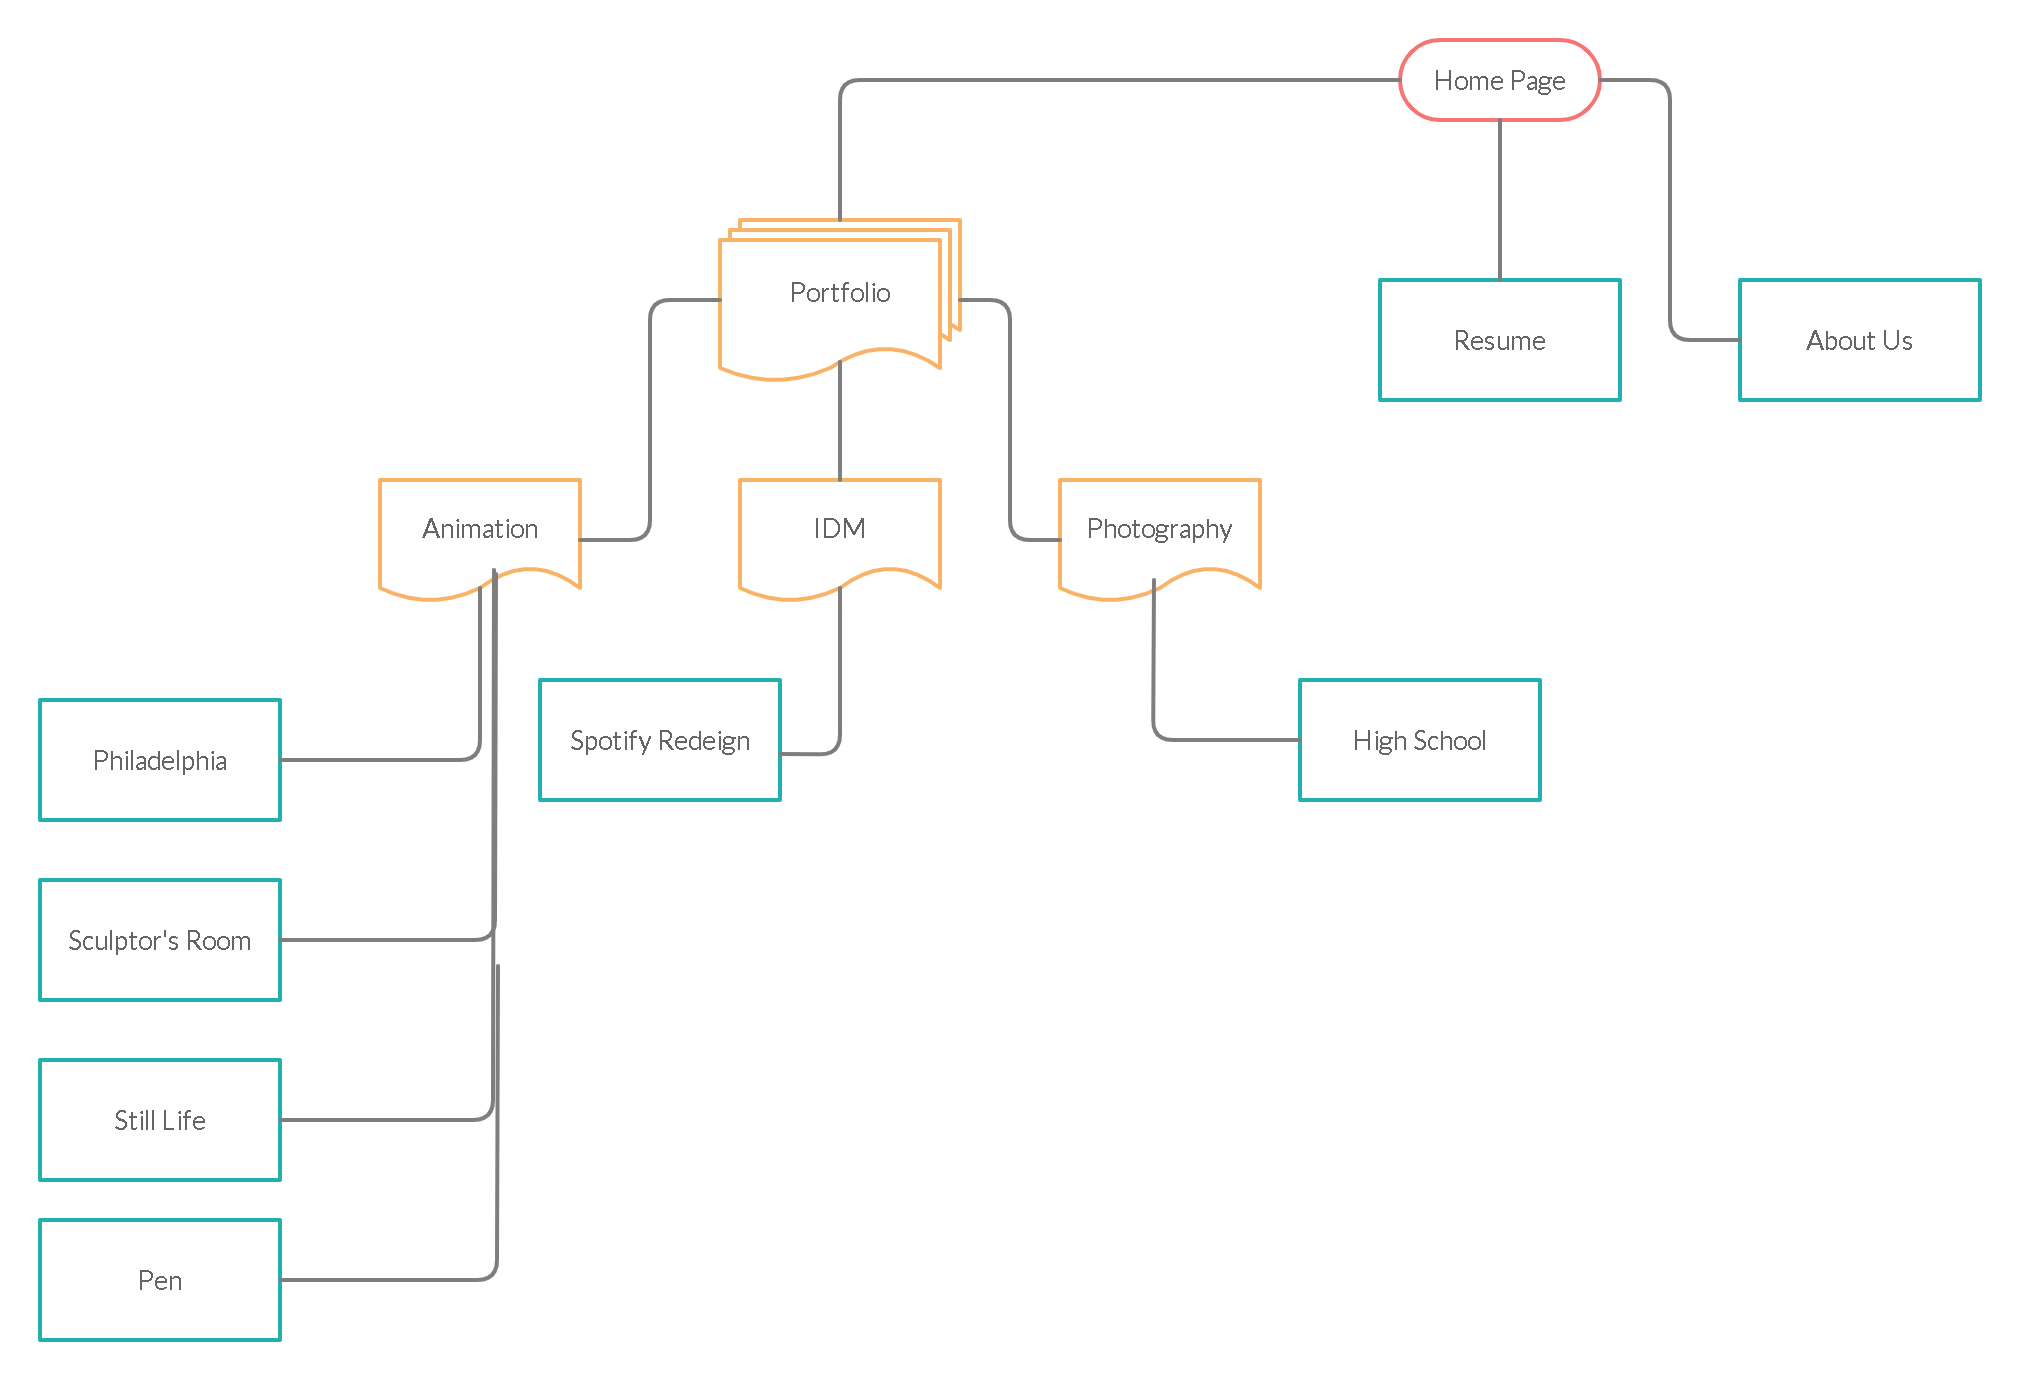 Home Page
Portfolio
Resume
About Us
Animation
IDM
Photography
Philadelphia
Spotify Redeign
High School
Sculptor's Room
Still Life
Pen